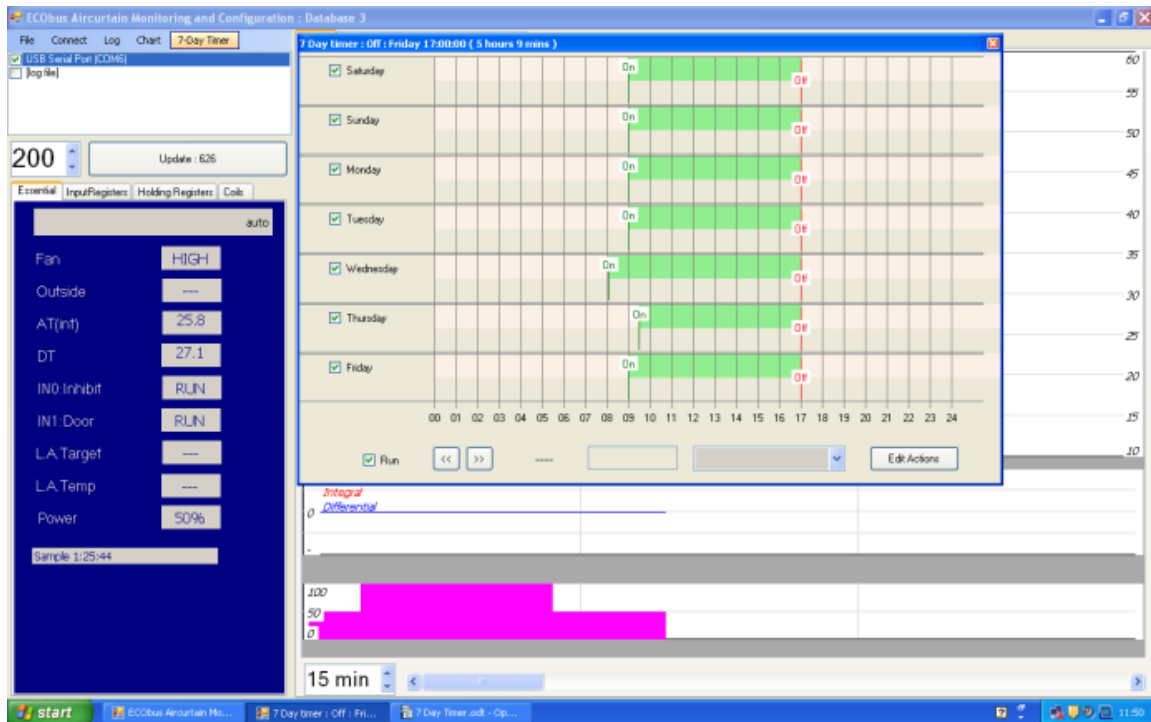 ECObus Aircurtain Monitoring and Configuration : Database 3
File Connect Log Chart 7-Day Timer
USB Serial Port (COM6)
[log file]
200 Update : 626
Essential InputRegisters Holding Registers Coils
auto
Fan HIGH
Outside ---
AT(int) 25.8
DT 27.1
IN0:Inhibit RUN
IN1:Door RUN
L.A.Target ---
L.A.Temp ---
Power 50%
Sample 1:25:44
7 Day timer : Off : Friday 17:00:00 ( 5 hours 9 mins )
Saturday On Off
Sunday On Off
Monday On Off
Tuesday On Off
Wednesday On Off
Thursday On Off
Friday On Off
00 01 02 03 04 05 06 07 08 09 10 11 12 13 14 15 16 17 18 19 20 21 22 23 24
Run << >> ---- Edit Actions
60
55
50
45
40
35
30
25
20
15
10
Integral
Differential
0
-
100
50
0
15 min
start ECObus Aircurtain Mo... 7 Day timer : Off : Fri... 7 Day Timer.odt - Op... 11:50